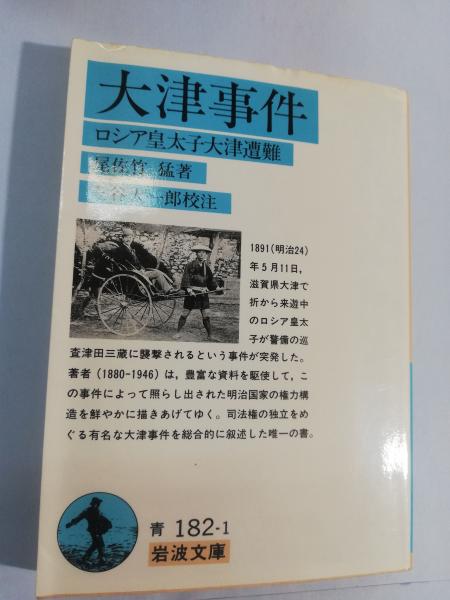 大津事件
ロシア皇太子大津遭難
尾佐竹 猛著
三谷太一郎校注
1891(明治24)
年5月11日,
滋賀県大津で
折から来遊中
のロシア皇太
子が警備の巡
査津田三蔵に襲撃されるという事件が突発した。
著者(1880-1946)は,豊富な資料を駆使して,こ
の事件によって照らし出された明治国家の権力構
造を鮮やかに描きあげてゆく。司法権の独立をめ
ぐる有名な大津事件を総合的に叙述した唯一の書。
青 182-1
岩波文庫